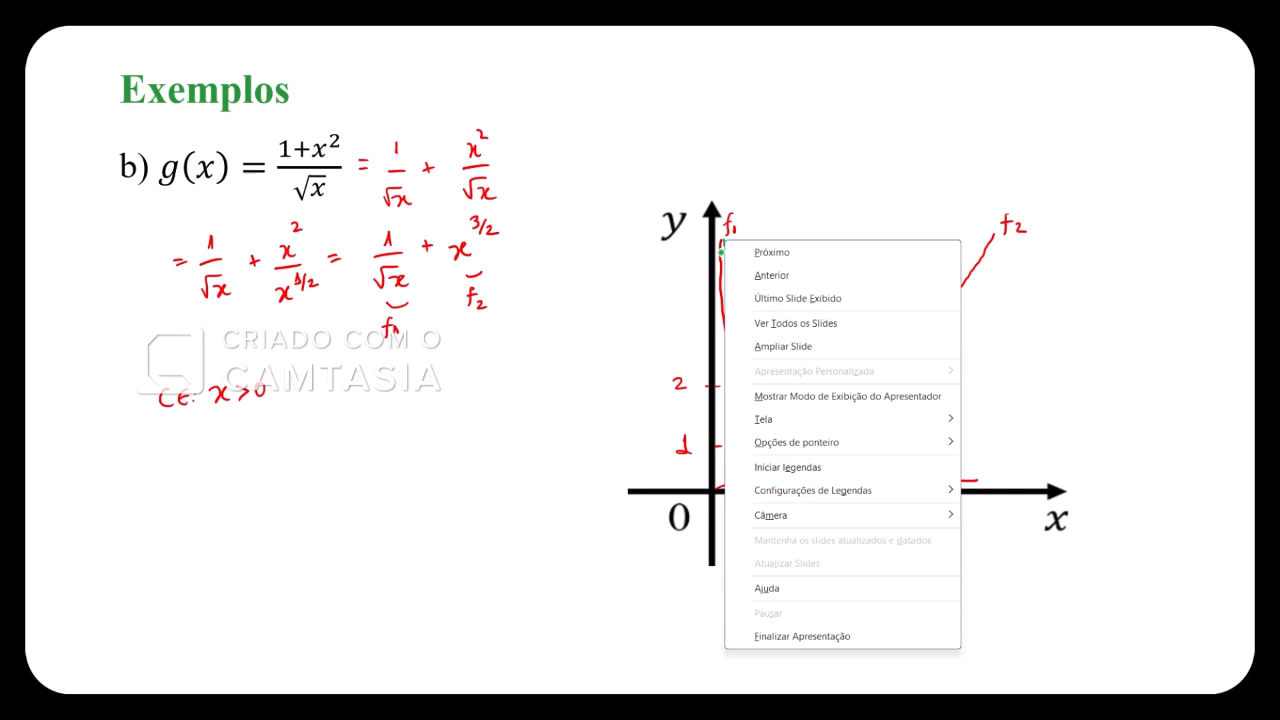 Exemplos
b) g(x) = (1+x²)/√x = 1/√x + x²/√x
= 1/√x + x²/x^(1/2) = 1/√x + x^(3/2)
f₁ f₂
CRIADO COM O
CAMTASIA
CE: x > 0
y f₁ f₂
2
1
0 x
Próximo
Anterior
Último Slide Exibido
Ver Todos os Slides
Ampliar Slide
Apresentação Personalizada
Mostrar Modo de Exibição do Apresentador
Tela
Opções de ponteiro
Iniciar legendas
Configurações de Legendas
Câmera
Mantenha os slides atualizados e gatados
Atualizar Slides
Ajuda
Pausar
Finalizar Apresentação